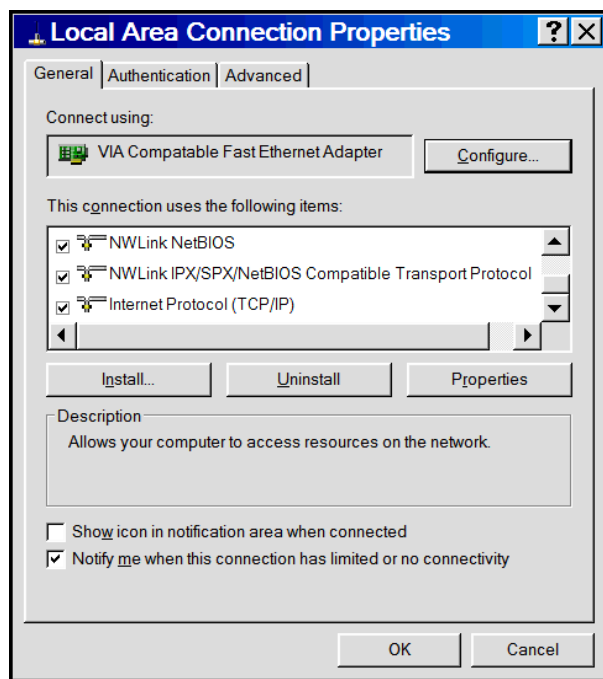 Local Area Connection Properties
General Authentication Advanced
Connect using:
VIA Compatable Fast Ethernet Adapter Configure...
This connection uses the following items:
NWLink NetBIOS
NWLink IPX/SPX/NetBIOS Compatible Transport Protocol
Internet Protocol (TCP/IP)
Install... Uninstall Properties
Description
Allows your computer to access resources on the network.
Show icon in notification area when connected
Notify me when this connection has limited or no connectivity
OK Cancel